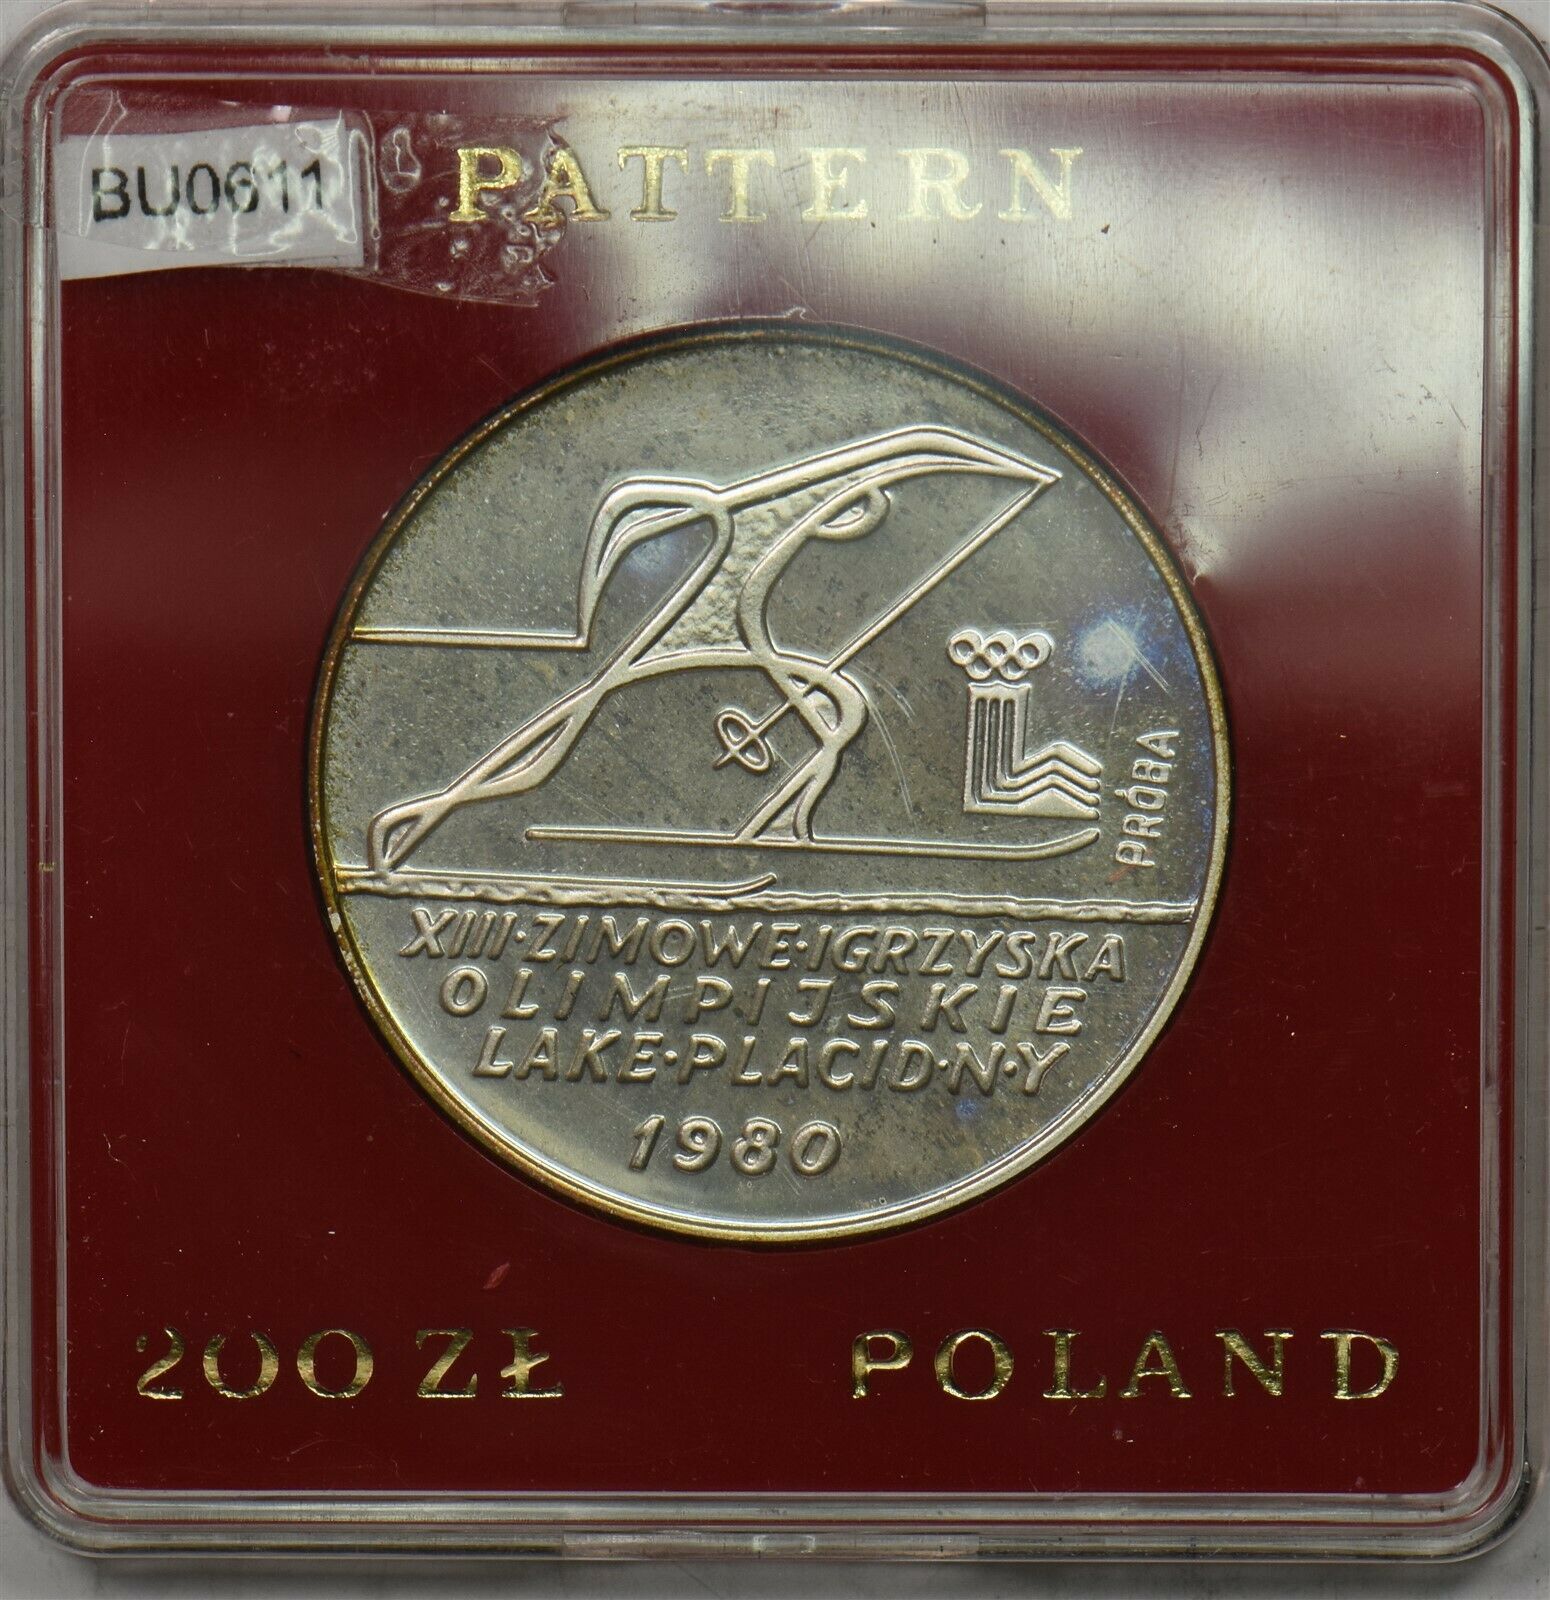 BU0611
PATTERN
PRÓBA
XIII·ZIMOWE·IGRZYSKA
OLIMPIJSKIE
LAKE·PLACID·N·Y
1980
200 ZŁ
POLAND